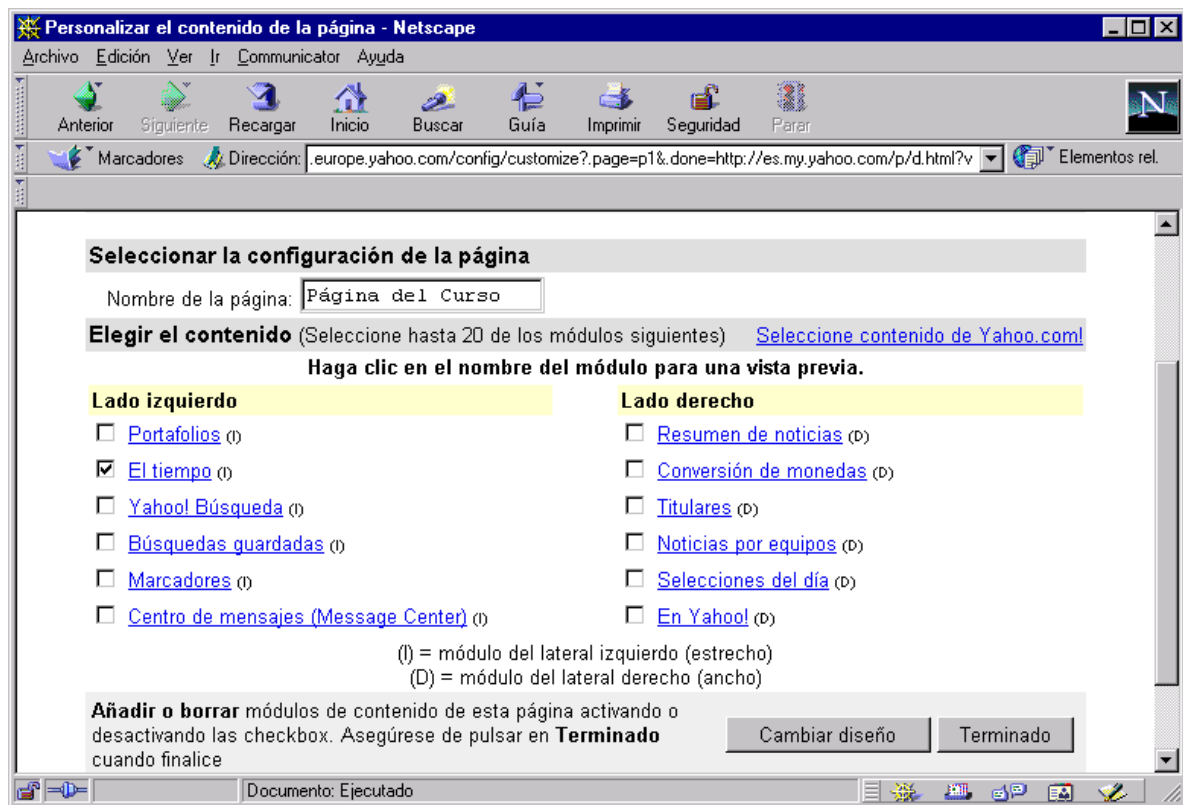 Personalizar el contenido de la página - Netscape
Archivo Edición Ver Ir Communicator Ayuda
Anterior Siguiente Recargar Inicio Buscar Guía Imprimir Seguridad Parar
N
Marcadores Dirección: .europe.yahoo.com/config/customize?.page=p1&.done=http://es.my.yahoo.com/p/d.html?v Elementos rel.
Seleccionar la configuración de la página
Nombre de la página: Página del Curso
Elegir el contenido (Seleccione hasta 20 de los módulos siguientes) Seleccione contenido de Yahoo.com!
Haga clic en el nombre del módulo para una vista previa.
Lado izquierdo
Portafolios (I)
El tiempo (I)
Yahoo! Búsqueda (I)
Búsquedas guardadas (I)
Marcadores (I)
Centro de mensajes (Message Center) (I)
Lado derecho
Resumen de noticias (D)
Conversión de monedas (D)
Titulares (D)
Noticias por equipos (D)
Selecciones del día (D)
En Yahoo! (D)
(I) = módulo del lateral izquierdo (estrecho)
(D) = módulo del lateral derecho (ancho)
Añadir o borrar módulos de contenido de esta página activando o
desactivando las checkbox. Asegúrese de pulsar en Terminado
cuando finalice
Cambiar diseño Terminado
Documento: Ejecutado